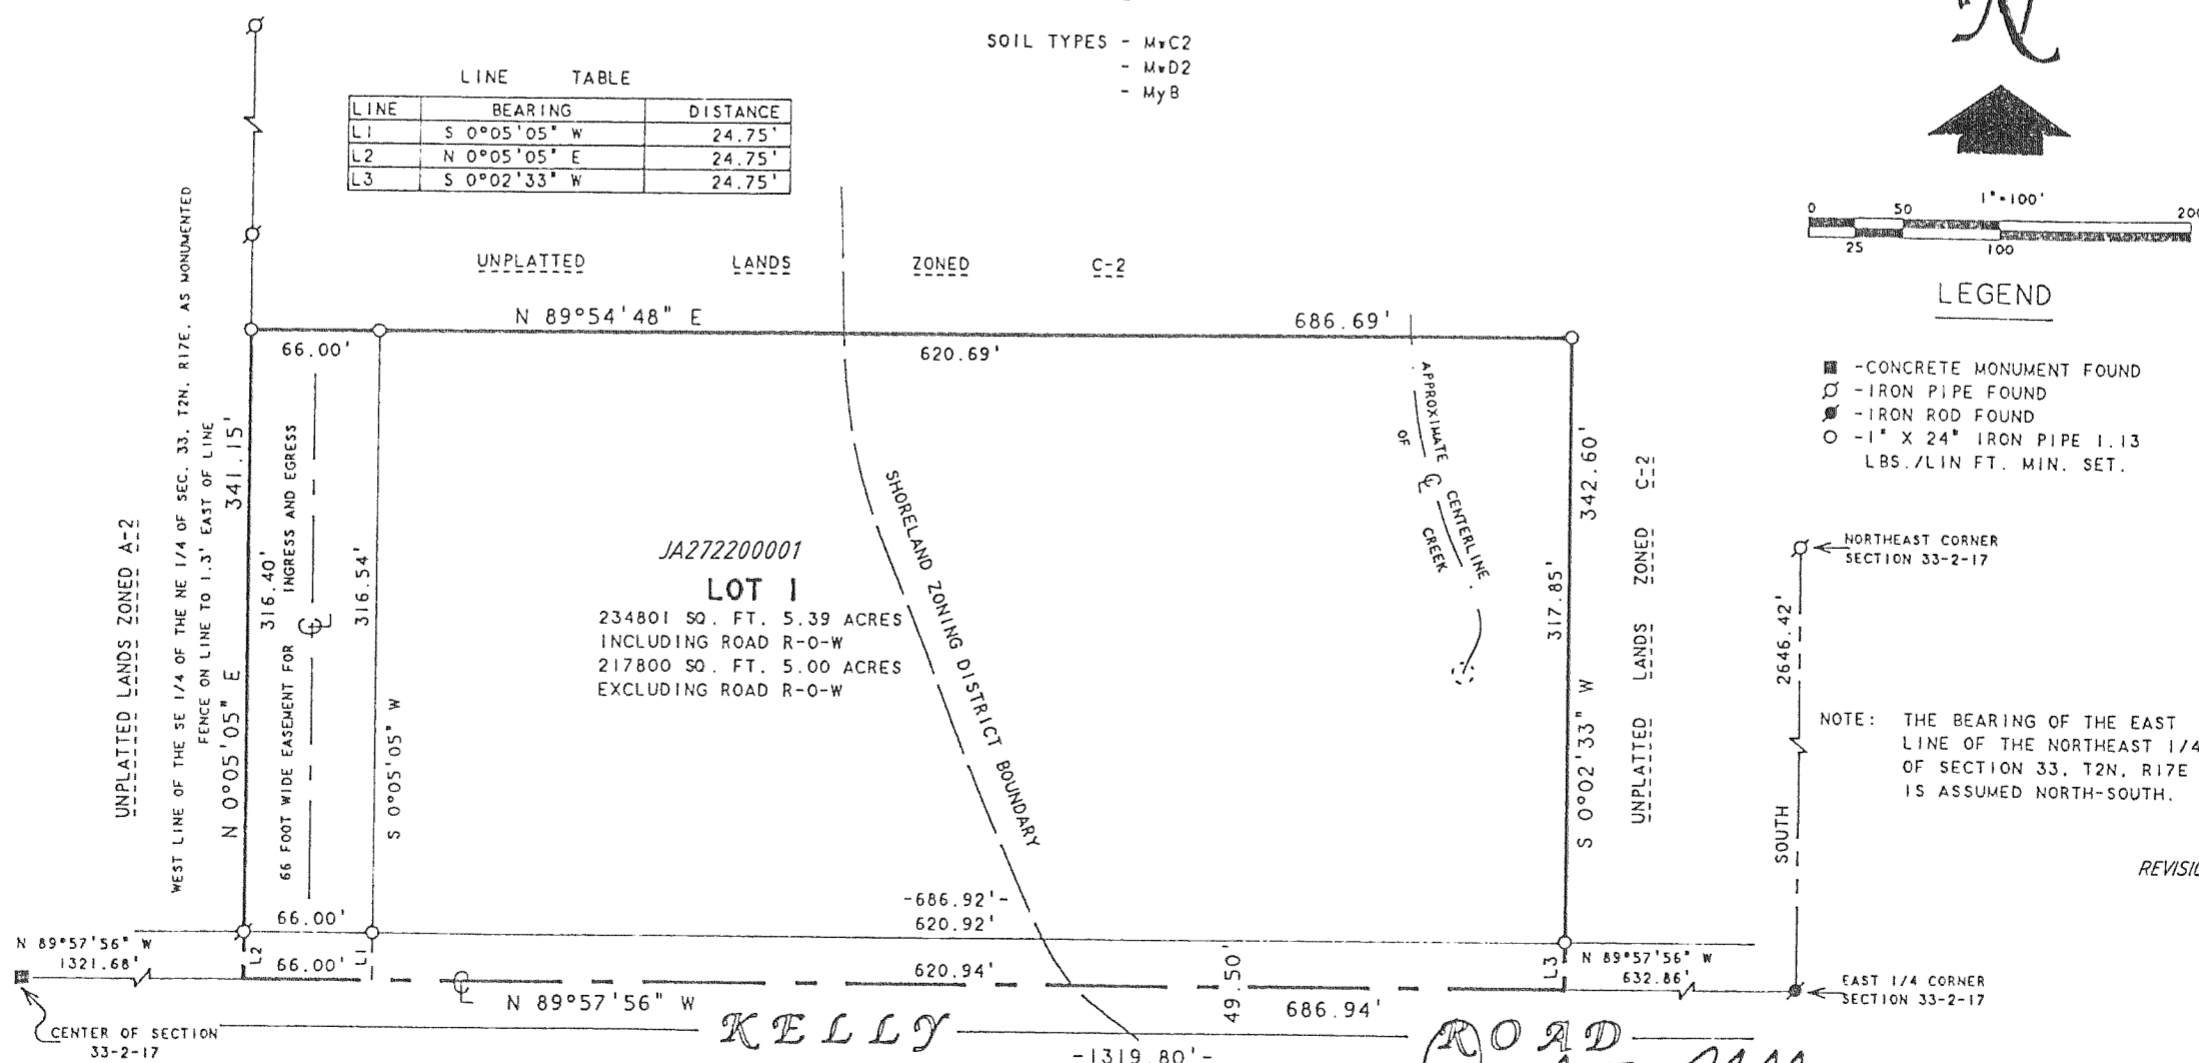 SOIL TYPES - MwC2
- MwD2
- MyB
N
LINE TABLE
LINE BEARING DISTANCE
L1 S 0°05'05" W 24.75'
L2 N 0°05'05" E 24.75'
L3 S 0°02'33" W 24.75'
1"=100'
0 50 200
25 100
UNPLATTED LANDS ZONED C-2
N 89°54'48" E 686.69'
66.00' 620.69'
LEGEND
-CONCRETE MONUMENT FOUND
-IRON PIPE FOUND
-IRON ROD FOUND
-1" X 24" IRON PIPE 1.13
LBS./LIN FT. MIN. SET.
UNPLATTED LANDS ZONED A-2
WEST LINE OF THE SE 1/4 OF THE NE 1/4 OF SEC. 33, T2N, R17E, AS MONUMENTED
FENCE ON LINE TO 1.3' EAST OF LINE
N 0°05'05" E 341.15'
316.40'
66 FOOT WIDE EASEMENT FOR INGRESS AND EGRESS
℄
316.54'
S 0°05'05" W
JA272200001
LOT 1
234801 SQ. FT. 5.39 ACRES
INCLUDING ROAD R-O-W
217800 SQ. FT. 5.00 ACRES
EXCLUDING ROAD R-O-W
SHORELAND ZONING DISTRICT BOUNDARY
APPROXIMATE CENTERLINE
OF ℄ CREEK
317.85'
S 0°02'33" W 342.60'
UNPLATTED LANDS ZONED C-2
NORTHEAST CORNER
SECTION 33-2-17
SOUTH 2646.42'
NOTE: THE BEARING OF THE EAST
LINE OF THE NORTHEAST 1/4
OF SECTION 33, T2N, R17E
IS ASSUMED NORTH-SOUTH.
-686.92'-
66.00' 620.92'
N 89°57'56" W
1321.68'
L2 66.00' L1
620.94'
49.50'
L3
N 89°57'56" W
632.86'
EAST 1/4 CORNER
SECTION 33-2-17
℄ N 89°57'56" W 686.94'
CENTER OF SECTION
33-2-17
KELLY ROAD
-1319.80'-